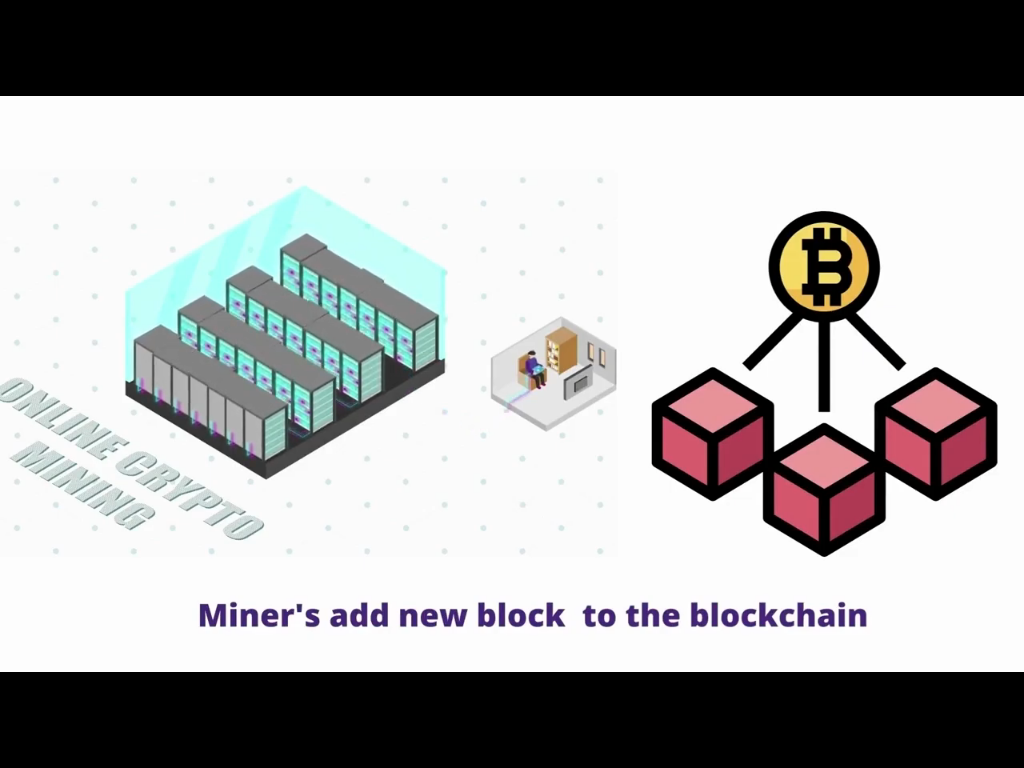 ONLINE CRYPTO
MINING
Miner's add new block  to the blockchain